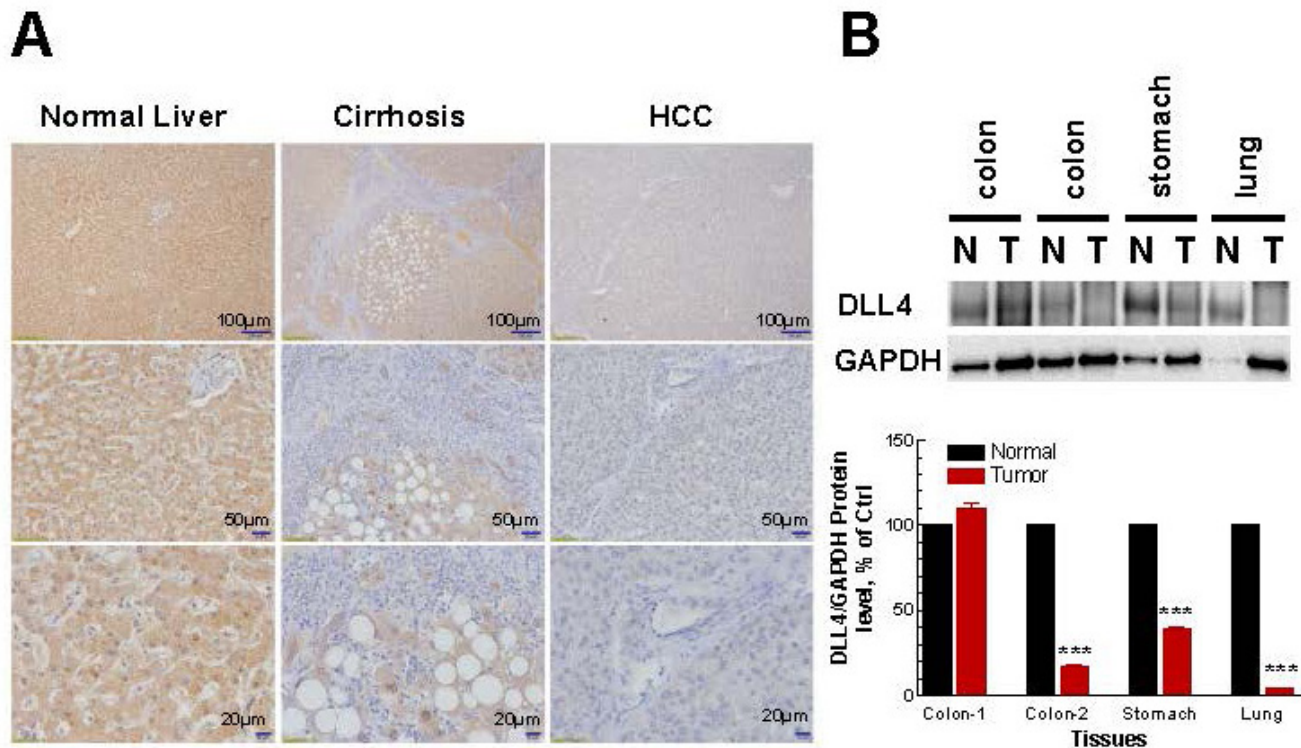 A
B
Normal Liver Cirrhosis HCC
100µm 100µm 100µm
50µm 50µm 50µm
20µm 20µm 20µm
colon colon stomach lung
N T N T N T N T
DLL4
GAPDH
DLL4/GAPDH Protein
level, % of Ctrl
150
100
50
0
Normal
Tumor
*** *** ***
Colon-1 Colon-2 Stomach Lung
Tissues